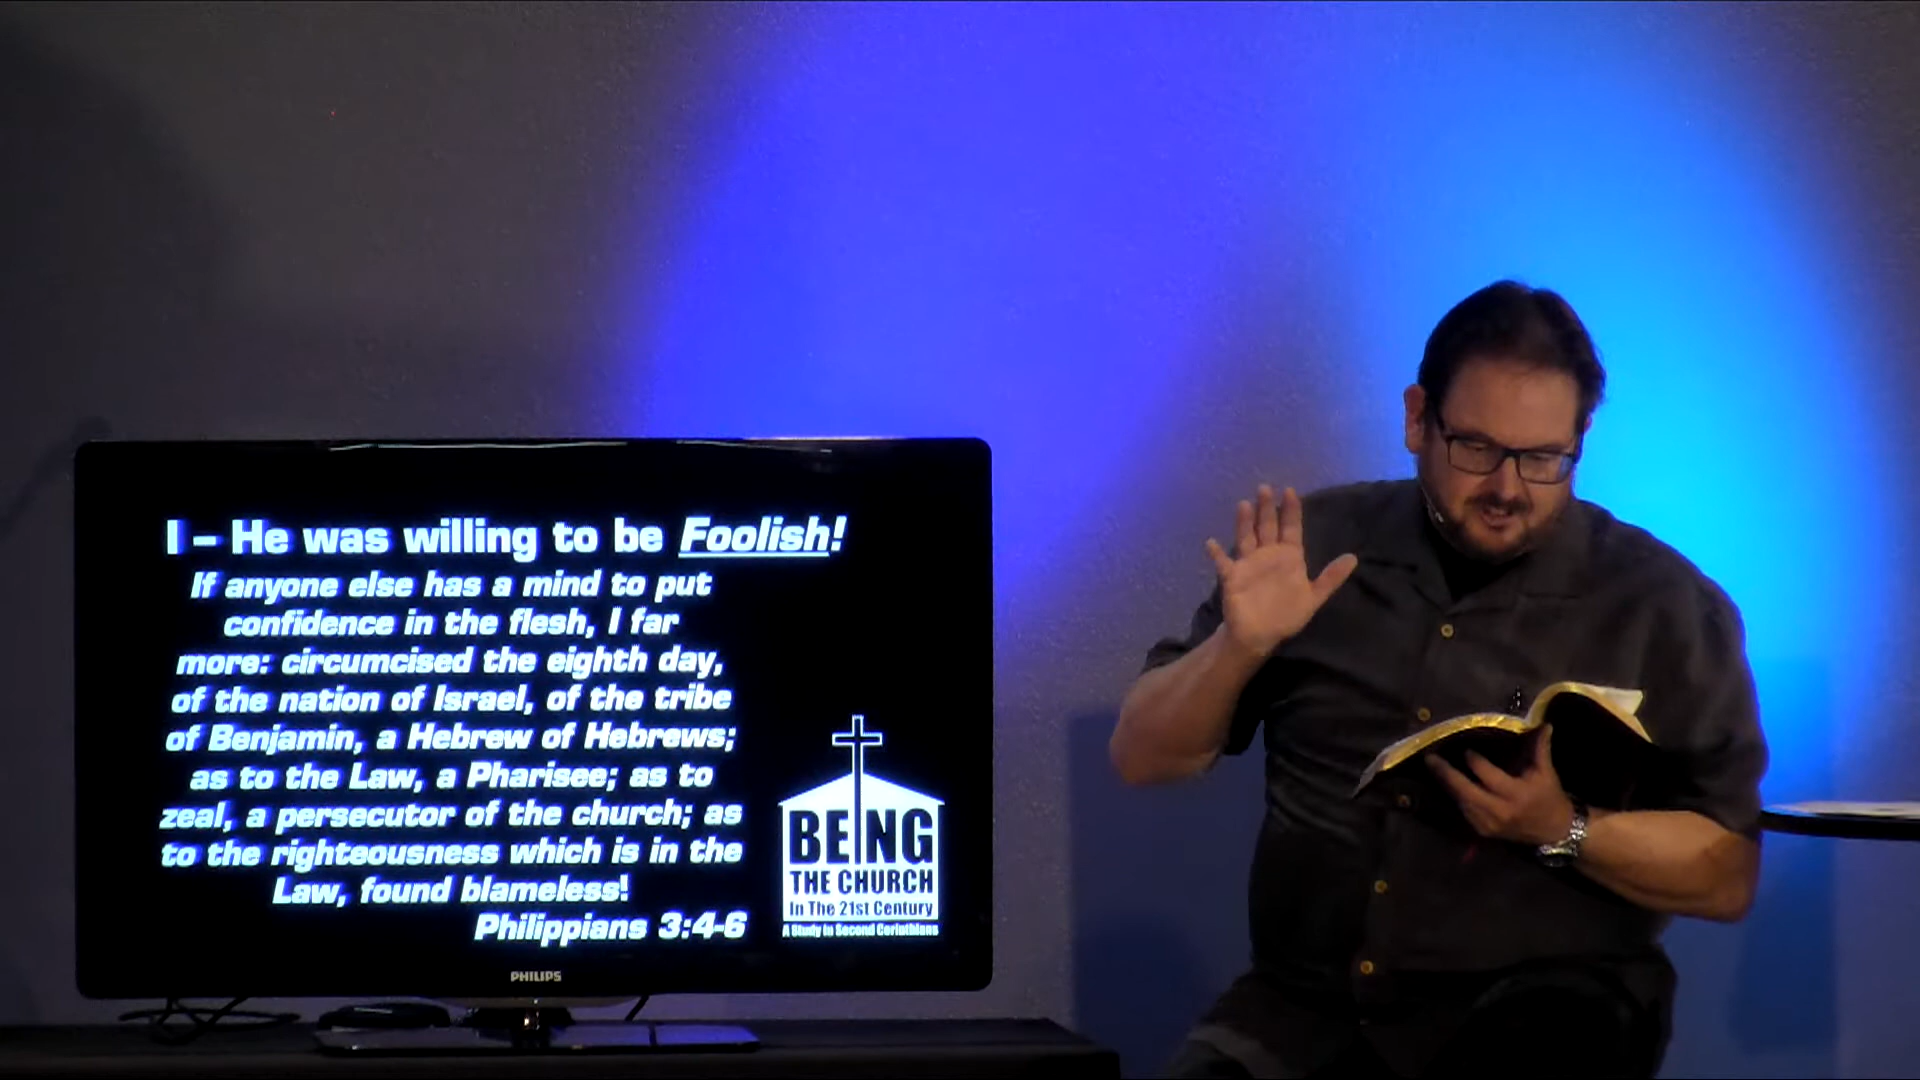 I – He was willing to be Foolish!
If anyone else has a mind to put
confidence in the flesh, I far
more: circumcised the eighth day,
of the nation of Israel, of the tribe
of Benjamin, a Hebrew of Hebrews;
as to the Law, a Pharisee; as to
zeal, a persecutor of the church; as
to the righteousness which is in the
Law, found blameless!
Philippians 3:4-6
BEING
THE CHURCH
In The 21st Century
A Study in Second Corinthians
PHILIPS